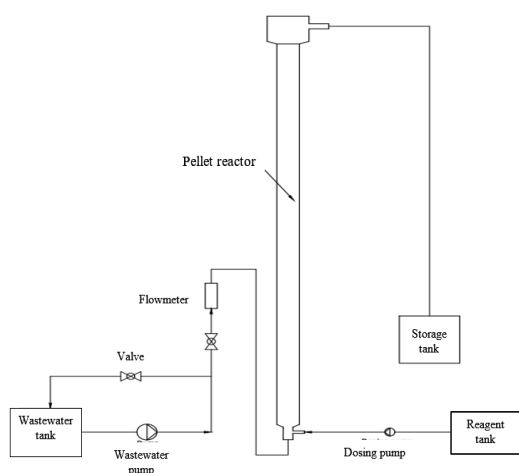 Pellet reactor
Flowmeter
Storage
tank
Valve
Wastewater
tank
Wastewater
pump
Dosing pump
Reagent
tank